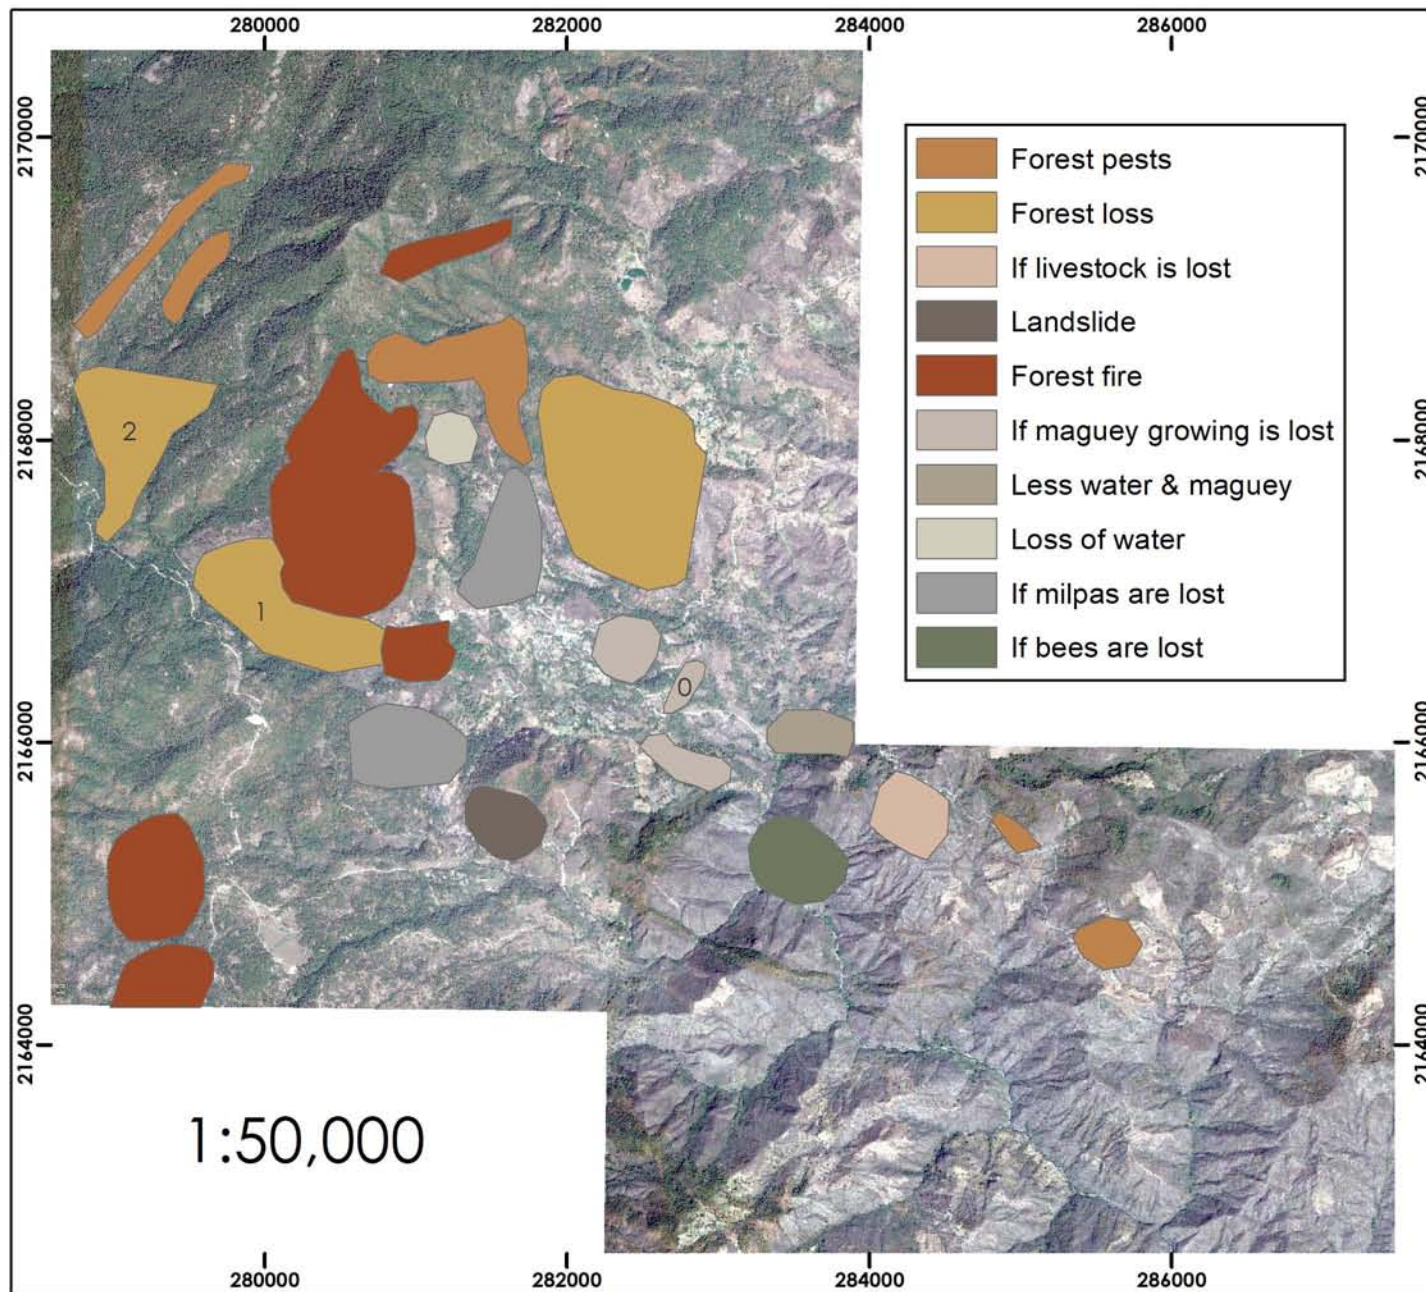 280000 282000 284000 286000
2170000 2170000
Forest pests
Forest loss
If livestock is lost
Landslide
Forest fire
If maguey growing is lost
Less water & maguey
Loss of water
If milpas are lost
If bees are lost
2168000 2168000
2
1
0
2166000 2166000
2164000 2164000
1:50,000
280000 282000 284000 286000